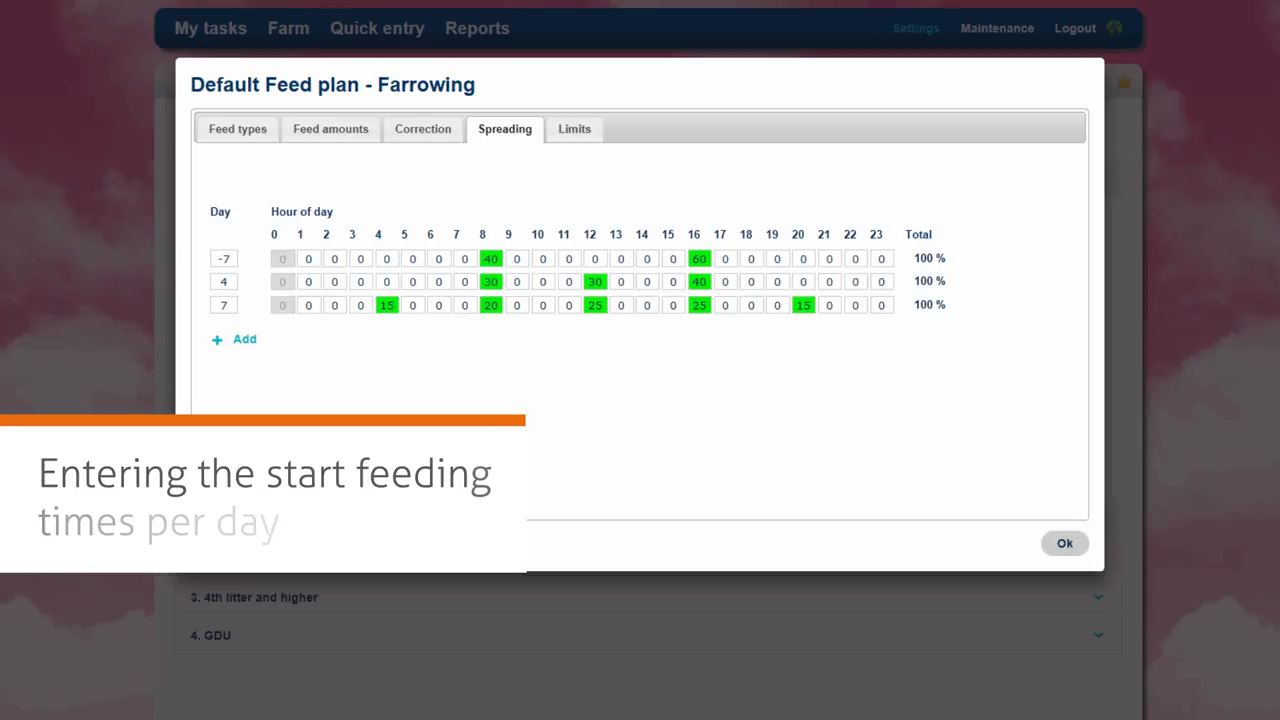 My tasks Farm Quick entry Reports Settings Maintenance Logout
Default Feed plan - Farrowing
Feed types Feed amounts Correction Spreading Limits
Day Hour of day
0 1 2 3 4 5 6 7 8 9 10 11 12 13 14 15 16 17 18 19 20 21 22 23 Total
-7 0 0 0 0 0 0 0 0 40 0 0 0 0 0 0 0 60 0 0 0 0 0 0 0 100 %
4 0 0 0 0 0 0 0 0 30 0 0 0 30 0 0 0 40 0 0 0 0 0 0 0 100 %
7 0 0 0 0 15 0 0 0 20 0 0 0 25 0 0 0 25 0 0 0 15 0 0 0 100 %
+ Add
Entering the start feeding
times per day
Ok
3. 4th litter and higher
4. GDU